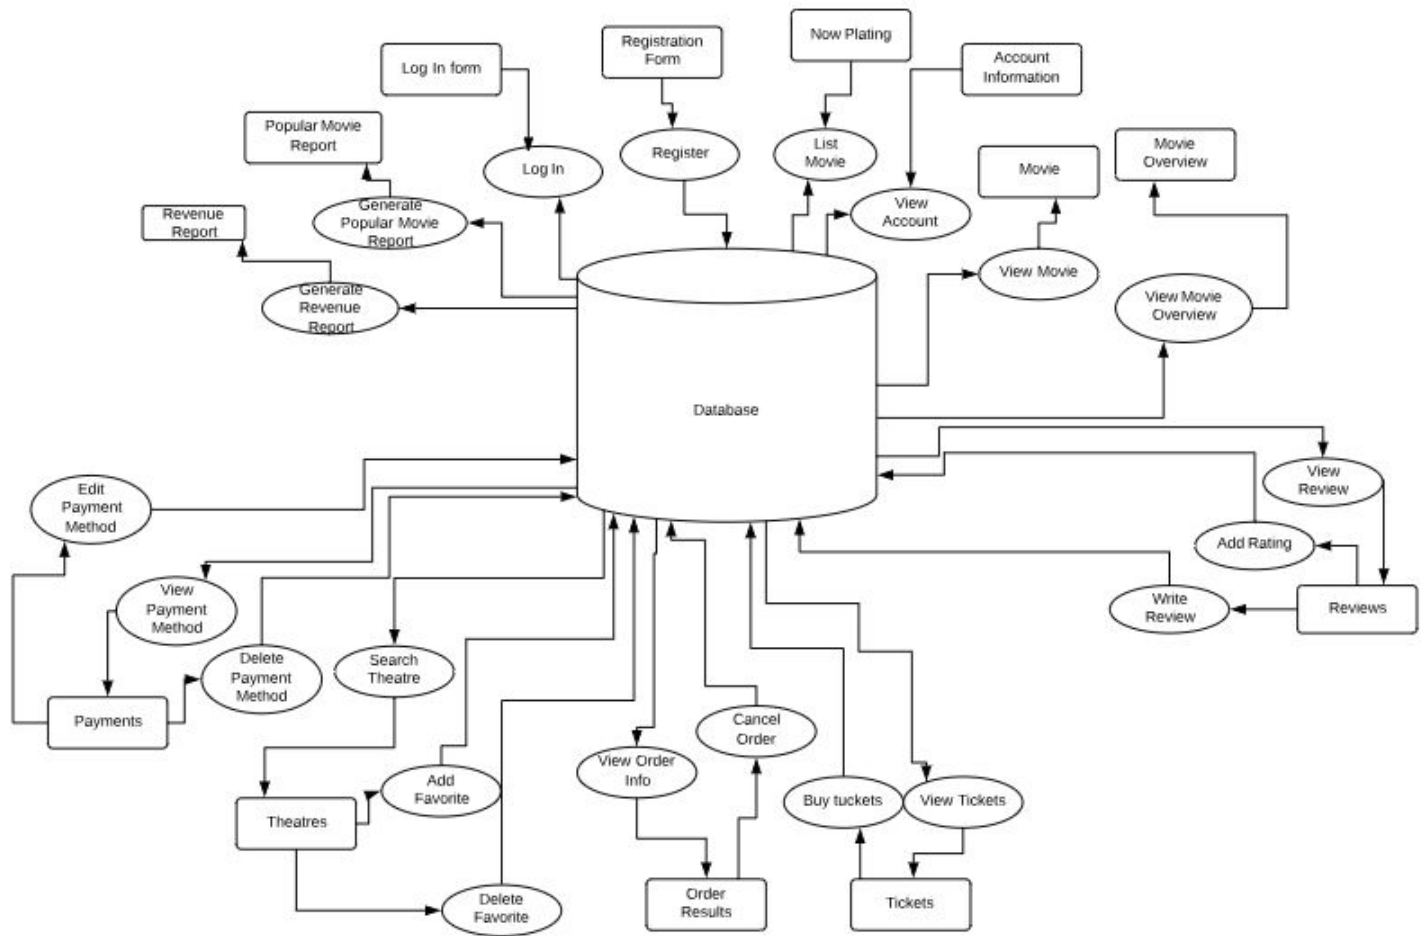 Now Plating
Registration
Form
Account
Information
Log In form
Popular Movie
Report
Movie
Overview
Register
List
Movie
Movie
Log In
Revenue
Report
Generate
Popular Movie
Report
View
Account
View Movie
Generate
Revenue
Report
View Movie
Overview
Database
Edit
Payment
Method
View
Review
Add Rating
View
Payment
Method
Write
Review
Reviews
Delete
Payment
Method
Search
Theatre
Payments
Cancel
Order
View Order
Info
Add
Favorite
Buy tuckets
View Tickets
Theatres
Delete
Favorite
Order
Results
Tickets